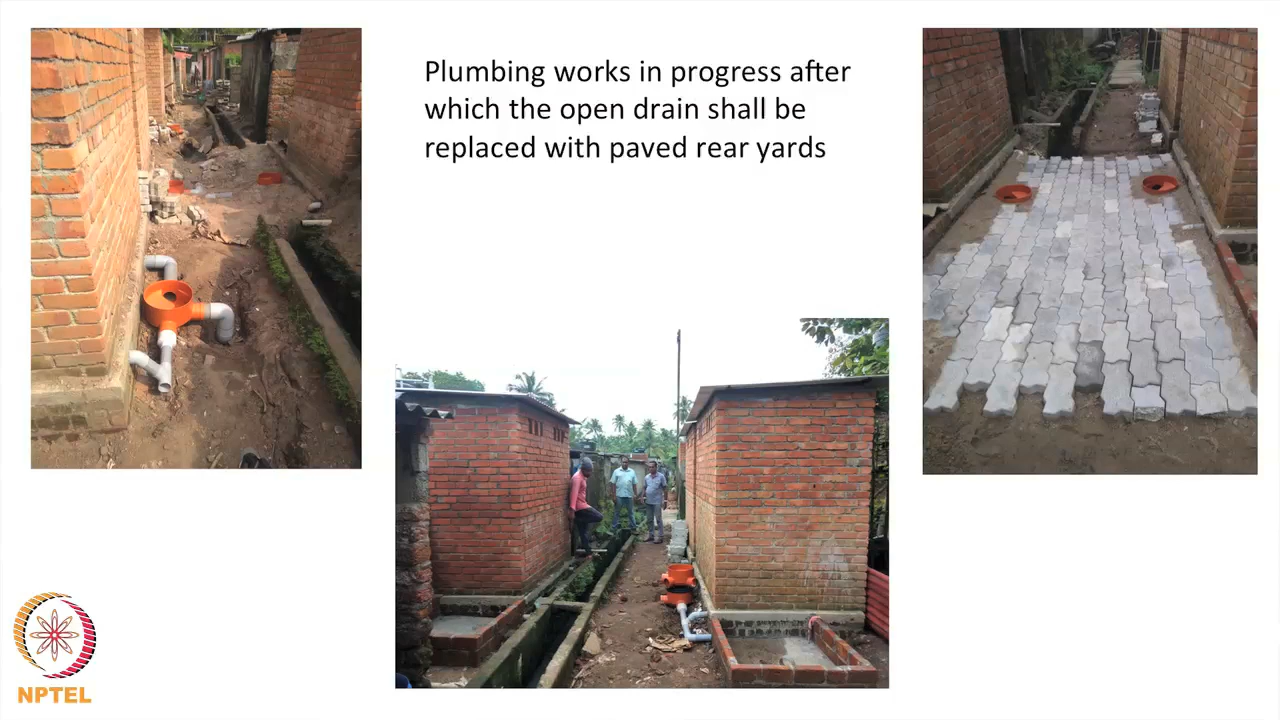 Plumbing works in progress after
which the open drain shall be
replaced with paved rear yards
NPTEL